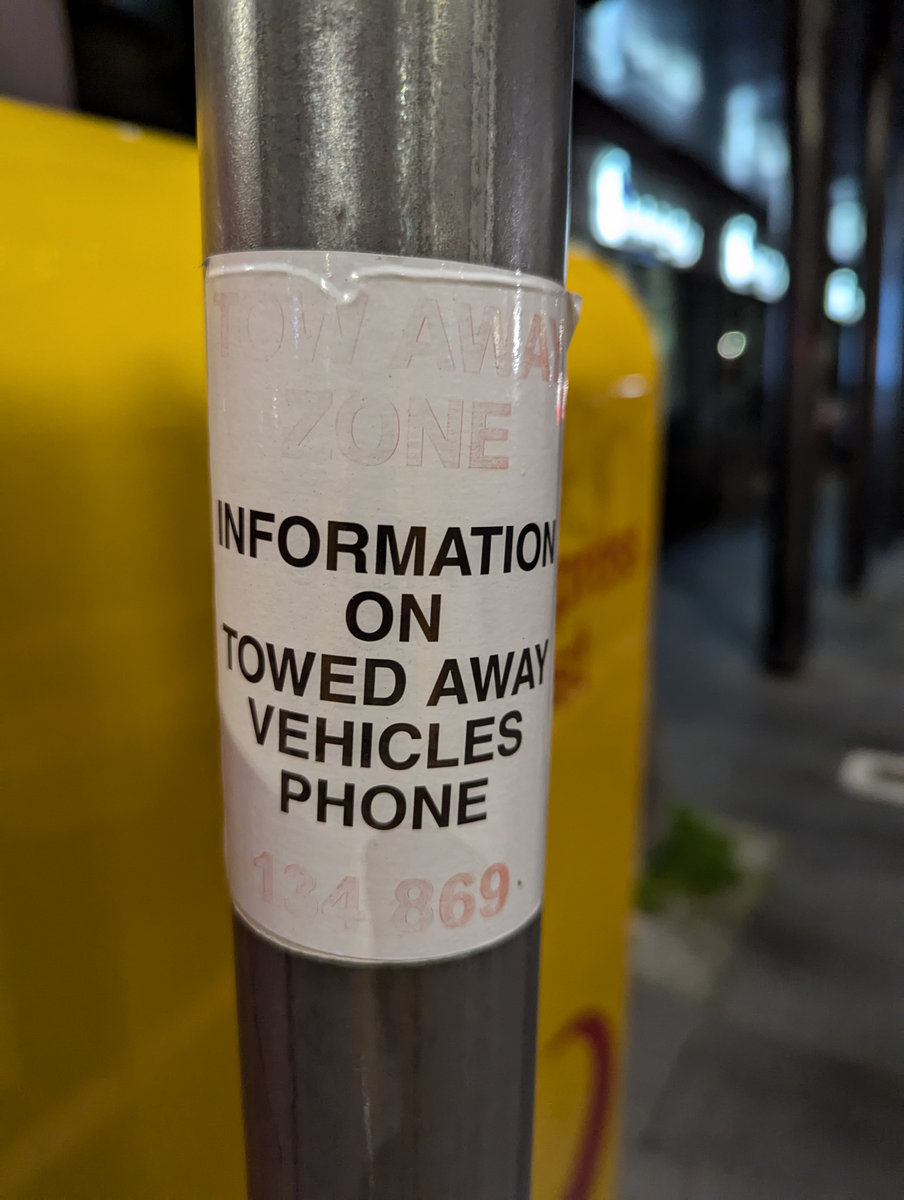 TOW AWAY
ZONE
INFORMATION
ON
TOWED AWAY
VEHICLES
PHONE
134 869